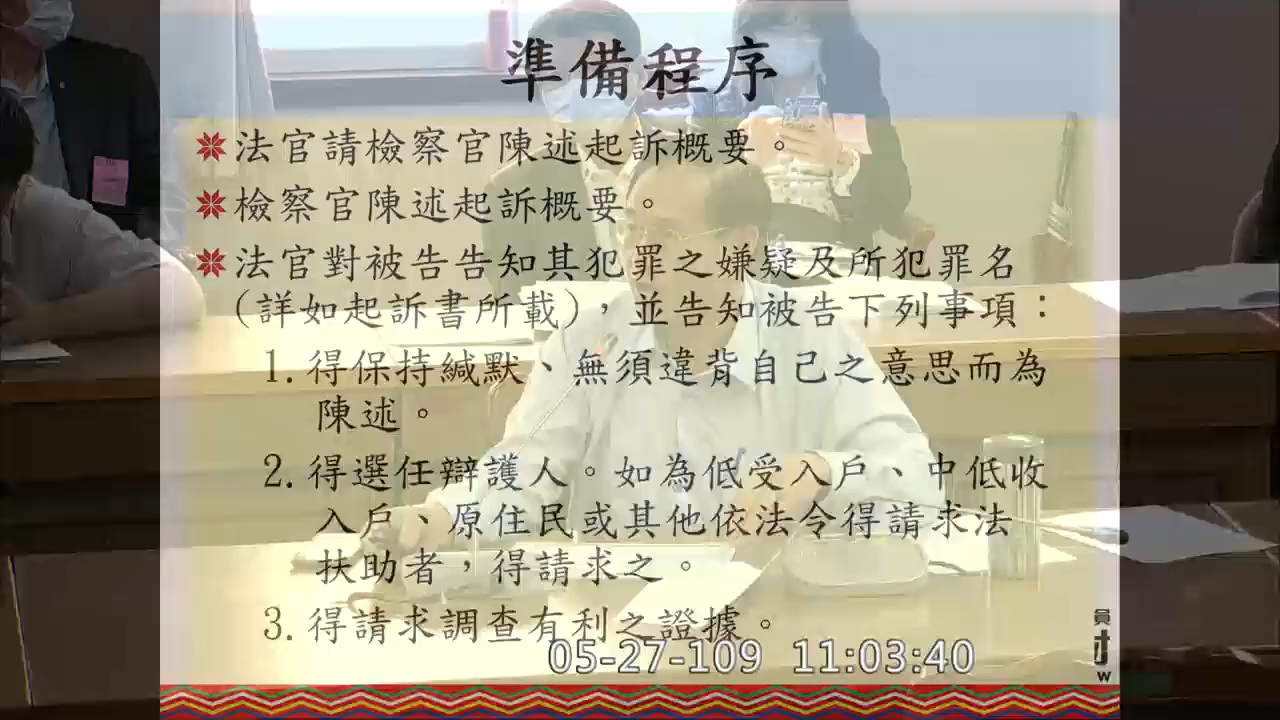 準備程序
法官請檢察官陳述起訴概要。
檢察官陳述起訴概要。
法官對被告告知其犯罪之嫌疑及所犯罪名
(詳如起訴書所載)，並告知被告下列事項：
1.得保持緘默、無須違背自己之意思而為
陳述。
2.得選任辯護人。如為低受入戶、中低收
入戶、原住民或其他依法令得請求法
扶助者，得請求之。
3.得請求調查有利之證據。
05-27-109 11:03:40
員
w